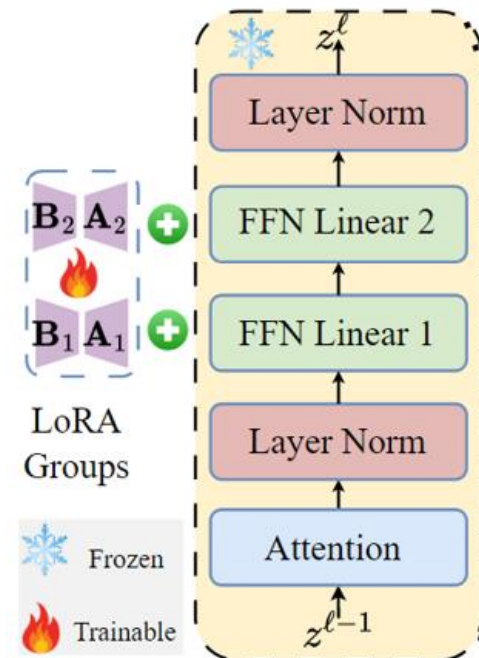 z^ℓ
Layer Norm
B₂ A₂
FFN Linear 2
B₁ A₁
FFN Linear 1
LoRA
Groups
Layer Norm
Attention
z^{ℓ−1}
Frozen
Trainable